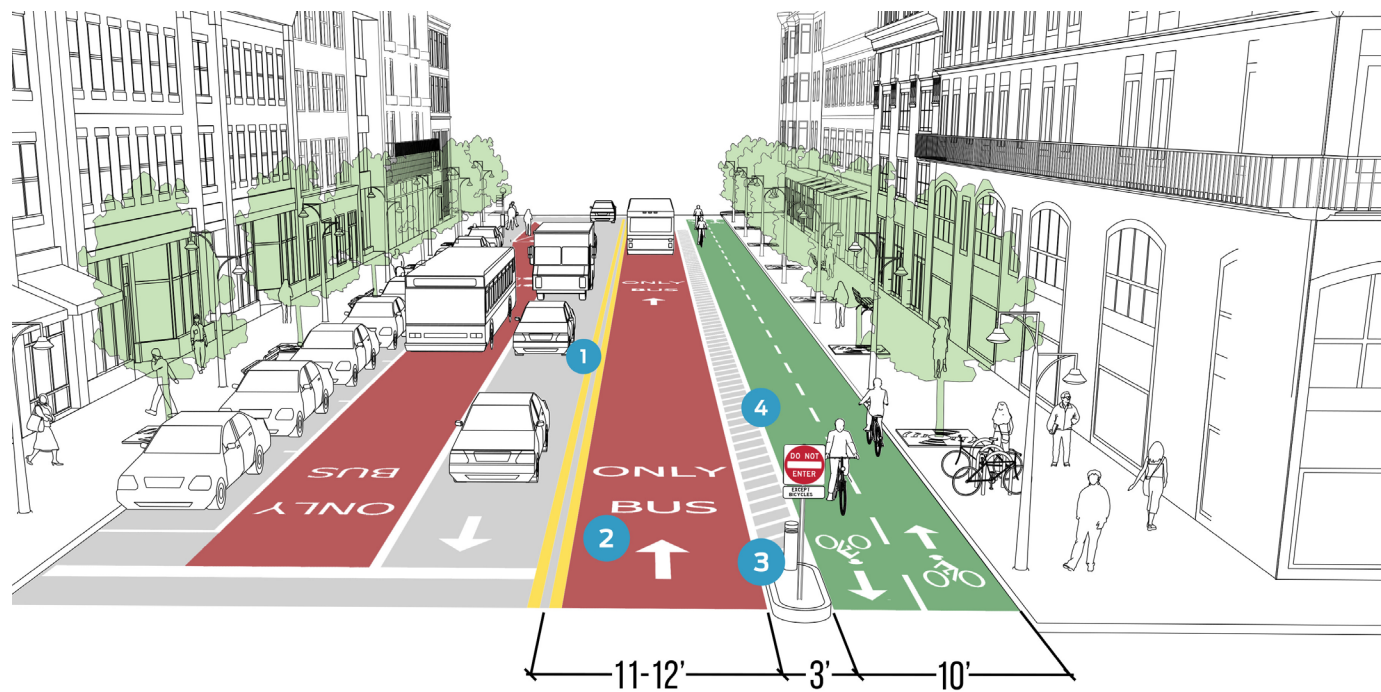 ONLY
BUS
1
4
DO NOT
ENTER
EXCEPT
BICYCLES
ONLY
BUS
BUS
ONLY
2
3
11-12'
3'
10'